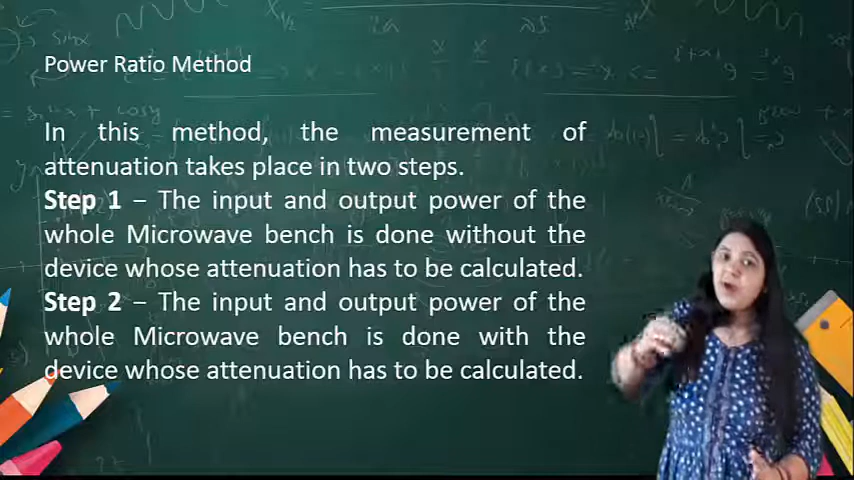 Power Ratio Method
In this method, the measurement of
attenuation takes place in two steps.
Step 1 – The input and output power of the
whole Microwave bench is done without the
device whose attenuation has to be calculated.
Step 2 – The input and output power of the
whole Microwave bench is done with the
device whose attenuation has to be calculated.